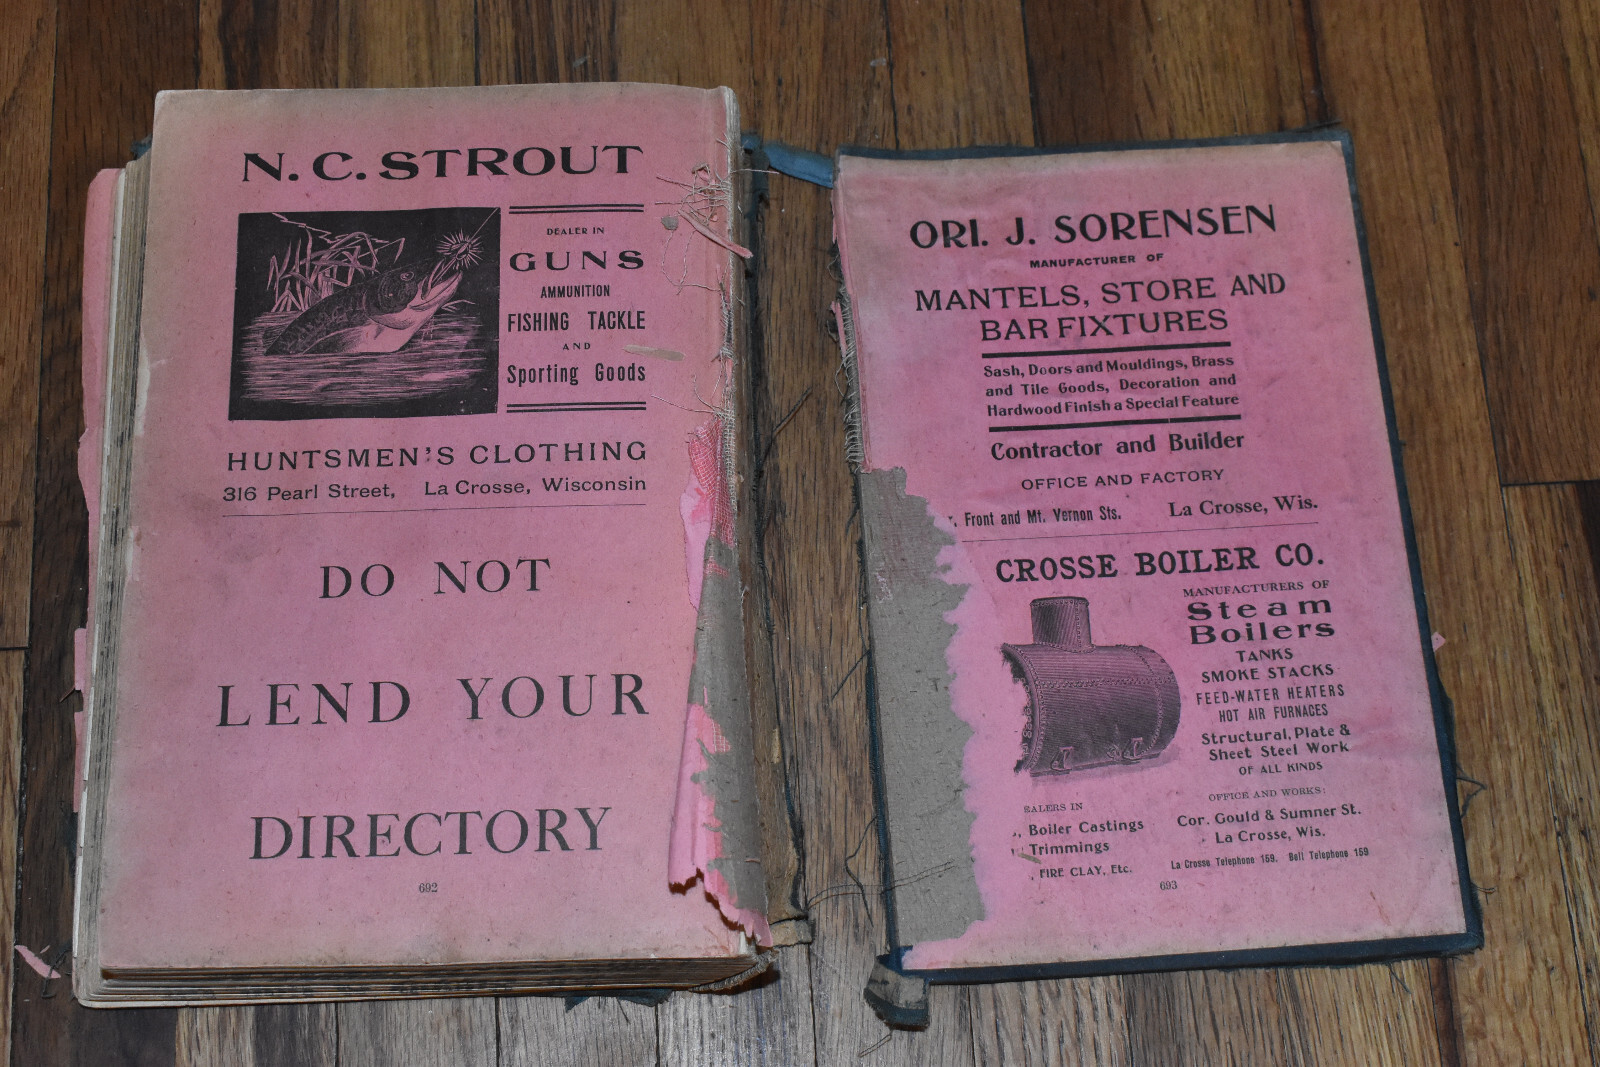 N. C. STROUT
DEALER IN
GUNS
AMMUNITION
FISHING TACKLE
AND
Sporting Goods
HUNTSMEN'S CLOTHING
316 Pearl Street, La Crosse, Wisconsin
DO NOT
LEND YOUR
DIRECTORY
692
ORI. J. SORENSEN
MANUFACTURER OF
MANTELS, STORE AND
BAR FIXTURES
Sash, Doors and Mouldings, Brass
and Tile Goods, Decoration and
Hardwood Finish a Special Feature
Contractor and Builder
OFFICE AND FACTORY
Front and Mt. Vernon Sts. La Crosse, Wis.
CROSSE BOILER CO.
MANUFACTURERS OF
Steam
Boilers
TANKS
SMOKE STACKS
FEED-WATER HEATERS
HOT AIR FURNACES
Structural, Plate &
Sheet Steel Work
OF ALL KINDS
OFFICE AND WORKS:
Cor. Gould & Sumner St.
La Crosse, Wis.
La Crosse Telephone 159. Bell Telephone 159
EALERS IN
, Boiler Castings
Trimmings
, FIRE CLAY, Etc.
693